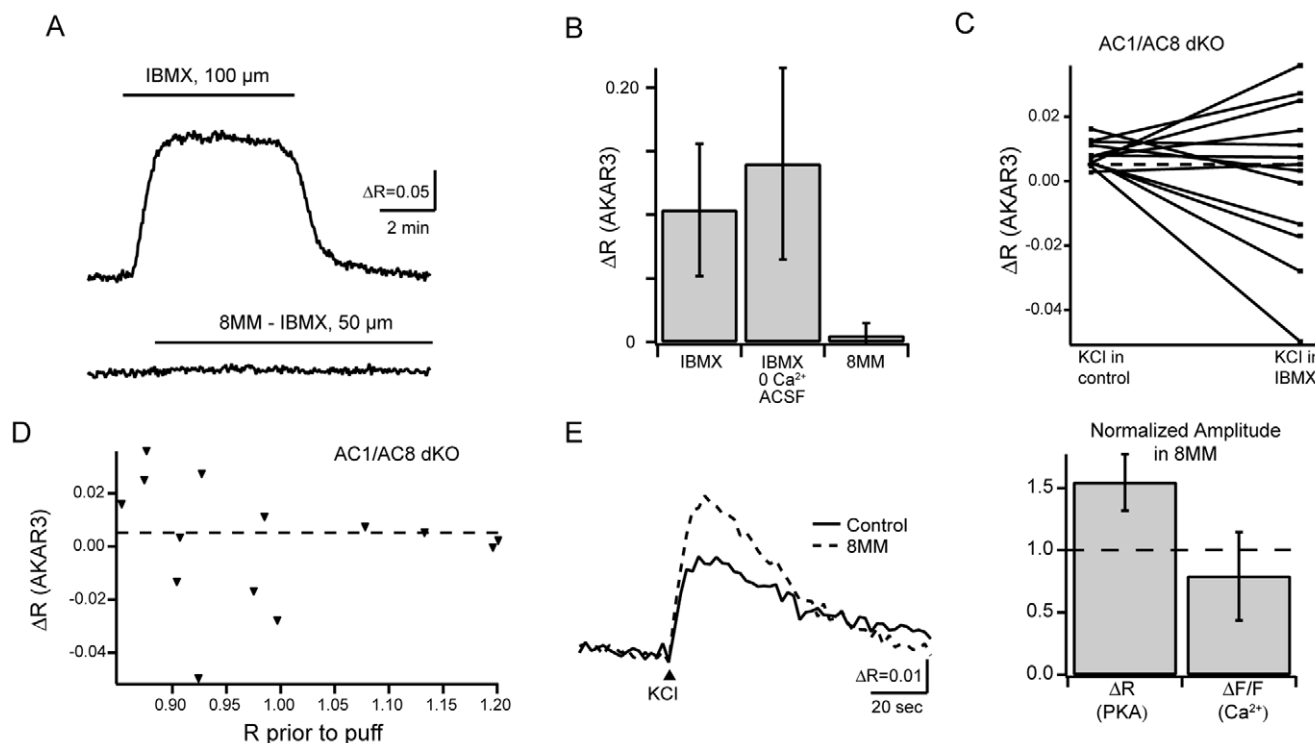 A
IBMX, 100 µm
ΔR=0.05
2 min
8MM - IBMX, 50 µm
B
ΔR (AKAR3)
0.20
0
IBMX
IBMX
0 Ca²⁺
ACSF
8MM
C
AC1/AC8 dKO
ΔR (AKAR3)
0.02
0.00
-0.02
-0.04
KCl in
control
KCl in
IBMX
D
AC1/AC8 dKO
ΔR (AKAR3)
0.02
0.00
-0.02
-0.04
0.90 0.95 1.00 1.05 1.10 1.15 1.20
R prior to puff
E
Control
8MM
KCl
ΔR=0.01
20 sec
Normalized Amplitude
in 8MM
1.5
1.0
0.5
0.0
ΔR
(PKA)
ΔF/F
(Ca²⁺)